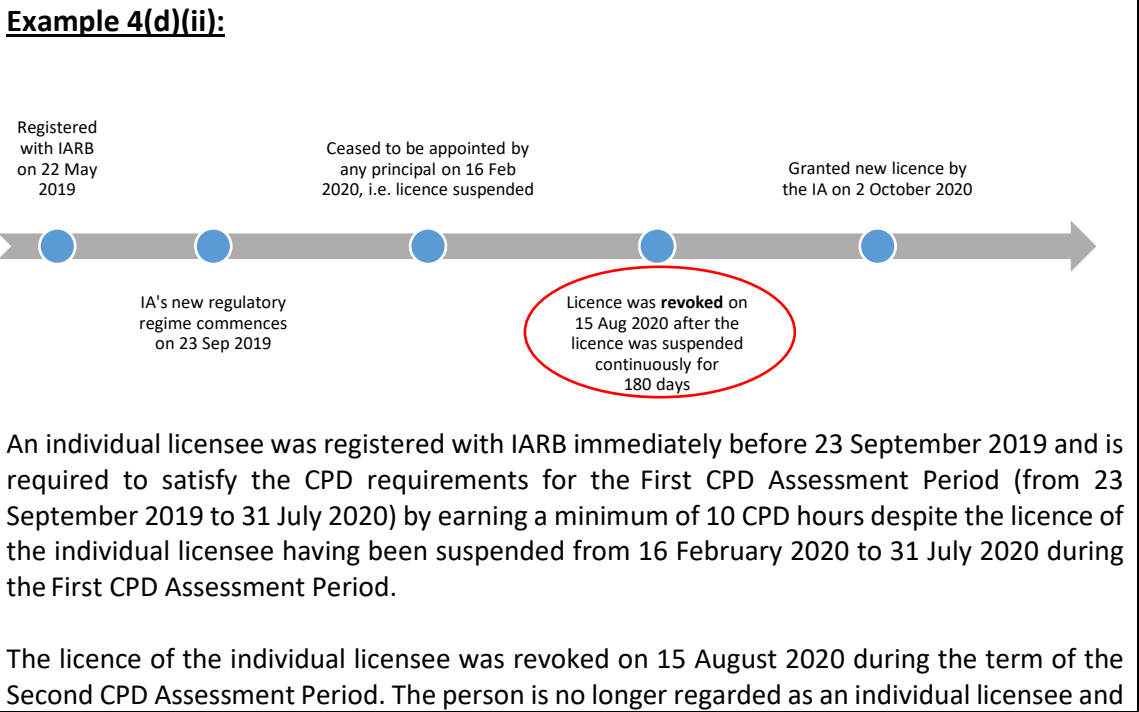 Example 4(d)(ii):
Registered
with IARB
on 22 May
2019
Ceased to be appointed by
any principal on 16 Feb
2020, i.e. licence suspended
Granted new licence by
the IA on 2 October 2020
IA's new regulatory
regime commences
on 23 Sep 2019
Licence was revoked on
15 Aug 2020 after the
licence was suspended
continuously for
180 days
An individual licensee was registered with IARB immediately before 23 September 2019 and is
required to satisfy the CPD requirements for the First CPD Assessment Period (from 23
September 2019 to 31 July 2020) by earning a minimum of 10 CPD hours despite the licence of
the individual licensee having been suspended from 16 February 2020 to 31 July 2020 during
the First CPD Assessment Period.
The licence of the individual licensee was revoked on 15 August 2020 during the term of the
Second CPD Assessment Period. The person is no longer regarded as an individual licensee and